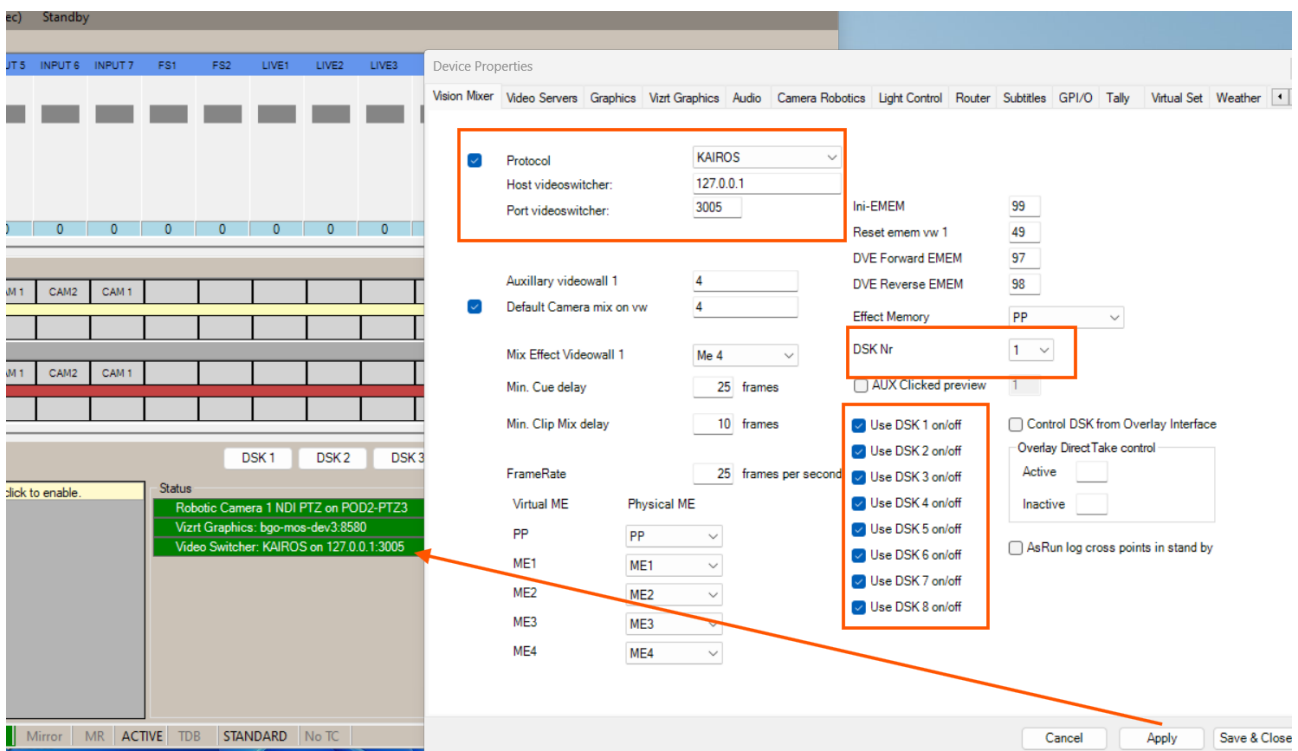 ec) Standby
UT 5 INPUT 6 INPUT 7 FS1 FS2 LIVE1 LIVE2 LIVE3
0 0 0 0 0 0 0
AM 1 CAM2 CAM 1
AM 1 CAM2 CAM 1
DSK 1 DSK 2 DSK 3
click to enable.
Status
Robotic Camera 1 NDI PTZ on POD2-PTZ3
Vizrt Graphics: bgo-mos-dev3:8580
Video Switcher: KAIROS on 127.0.0.1:3005
Mirror MR ACTIVE TDB STANDARD No TC
Device Properties
Vision Mixer Video Servers Graphics Vizrt Graphics Audio Camera Robotics Light Control Router Subtitles GPI/O Tally Virtual Set Weather
Protocol KAIROS
Host videoswitcher: 127.0.0.1
Port videoswitcher: 3005
Auxillary videowall 1 4
Default Camera mix on vw 4
Mix Effect Videowall 1 Me 4
Min. Cue delay 25 frames
Min. Clip Mix delay 10 frames
FrameRate 25 frames per second
Virtual ME Physical ME
PP PP
ME1 ME1
ME2 ME2
ME3 ME3
ME4 ME4
Ini-EMEM 99
Reset emem vw 1 49
DVE Forward EMEM 97
DVE Reverse EMEM 98
Effect Memory PP
DSK Nr 1
AUX Clicked preview 1
Use DSK 1 on/off
Use DSK 2 on/off
Use DSK 3 on/off
Use DSK 4 on/off
Use DSK 5 on/off
Use DSK 6 on/off
Use DSK 7 on/off
Use DSK 8 on/off
Control DSK from Overlay Interface
Overlay DirectTake control
Active
Inactive
AsRun log cross points in stand by
Cancel Apply Save & Close